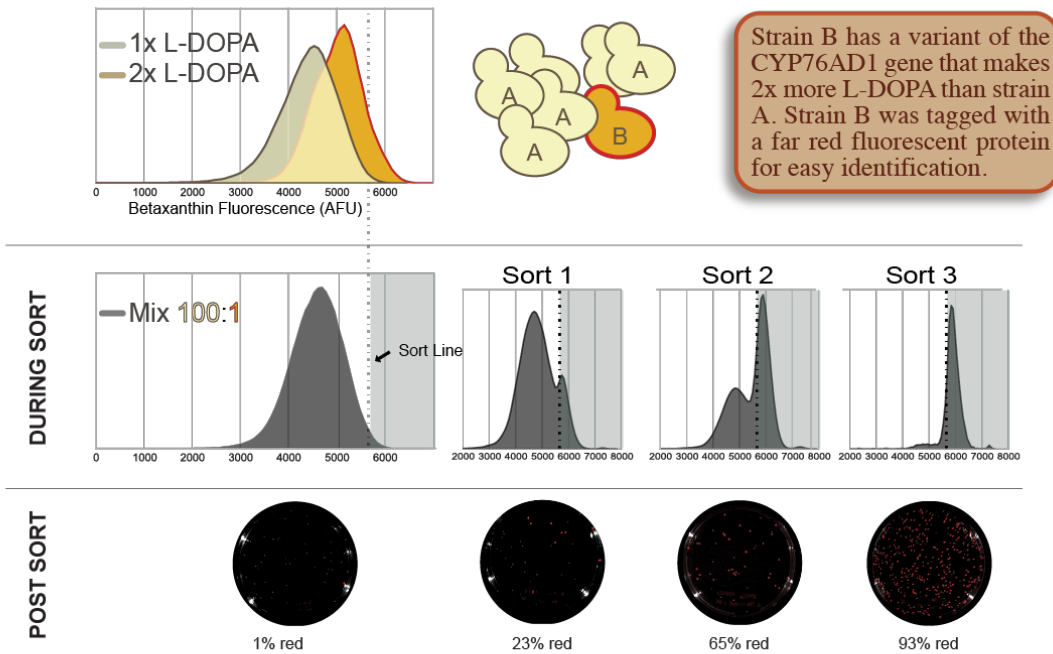 1x L-DOPA
2x L-DOPA
0 1000 2000 3000 4000 5000 6000
Betaxanthin Fluorescence (AFU)
A
A
A
A
B
Strain B has a variant of the
CYP76AD1 gene that makes
2x more L-DOPA than strain
A. Strain B was tagged with
a far red fluorescent protein
for easy identification.
DURING SORT
Mix 100:1
Sort Line
0 1000 2000 3000 4000 5000 6000
Sort 1
2000 3000 4000 5000 6000 7000 8000
Sort 2
2000 3000 4000 5000 6000 7000 8000
Sort 3
2000 3000 4000 5000 6000 7000 8000
POST SORT
1% red
23% red
65% red
93% red